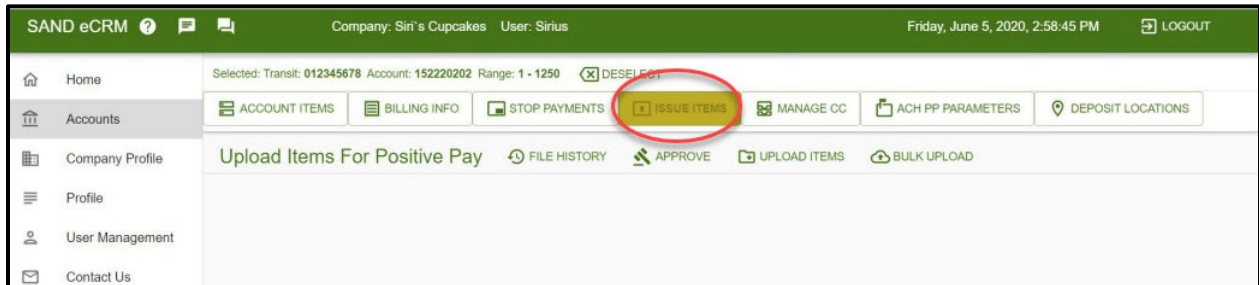 SAND eCRM Company: Siri`s Cupcakes User: Sirius Friday, June 5, 2020, 2:58:45 PM LOGOUT
Home
Accounts
Company Profile
Profile
User Management
Contact Us
Selected: Transit: 012345678 Account: 152220202 Range: 1 - 1250 DESELECT
ACCOUNT ITEMS BILLING INFO STOP PAYMENTS ISSUE ITEMS MANAGE CC ACH PP PARAMETERS DEPOSIT LOCATIONS
Upload Items For Positive Pay FILE HISTORY APPROVE UPLOAD ITEMS BULK UPLOAD